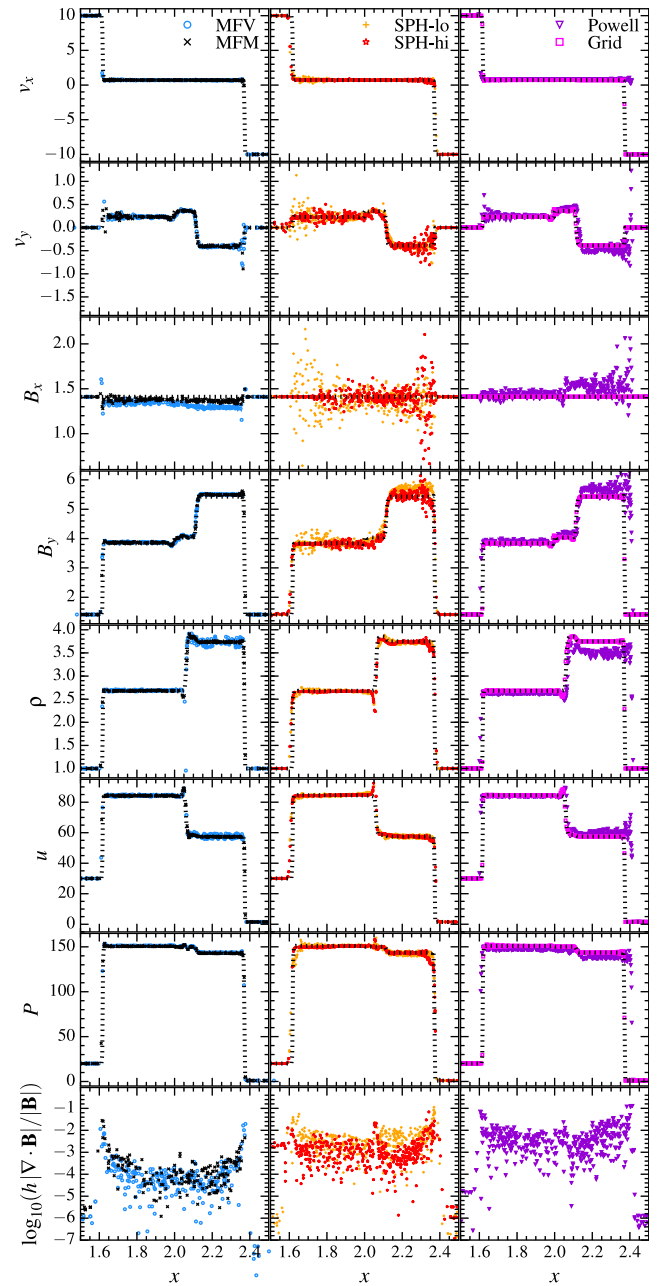 MFV
MFM
SPH-lo
SPH-hi
Powell
Grid
10
5
0
−5
−10
v_x
1.0
0.5
0.0
−0.5
−1.0
−1.5
v_y
2.0
1.5
1.0
B_x
6
5
4
3
2
B_y
4.0
3.5
3.0
2.5
2.0
1.5
1.0
ρ
80
60
40
20
0
u
150
100
50
0
P
−1
−2
−3
−4
−5
−6
−7
log₁₀(h|∇·B|/|B|)
1.6 1.8 2.0 2.2 2.4 1.6 1.8 2.0 2.2 2.4 1.6 1.8 2.0 2.2 2.4
x x x